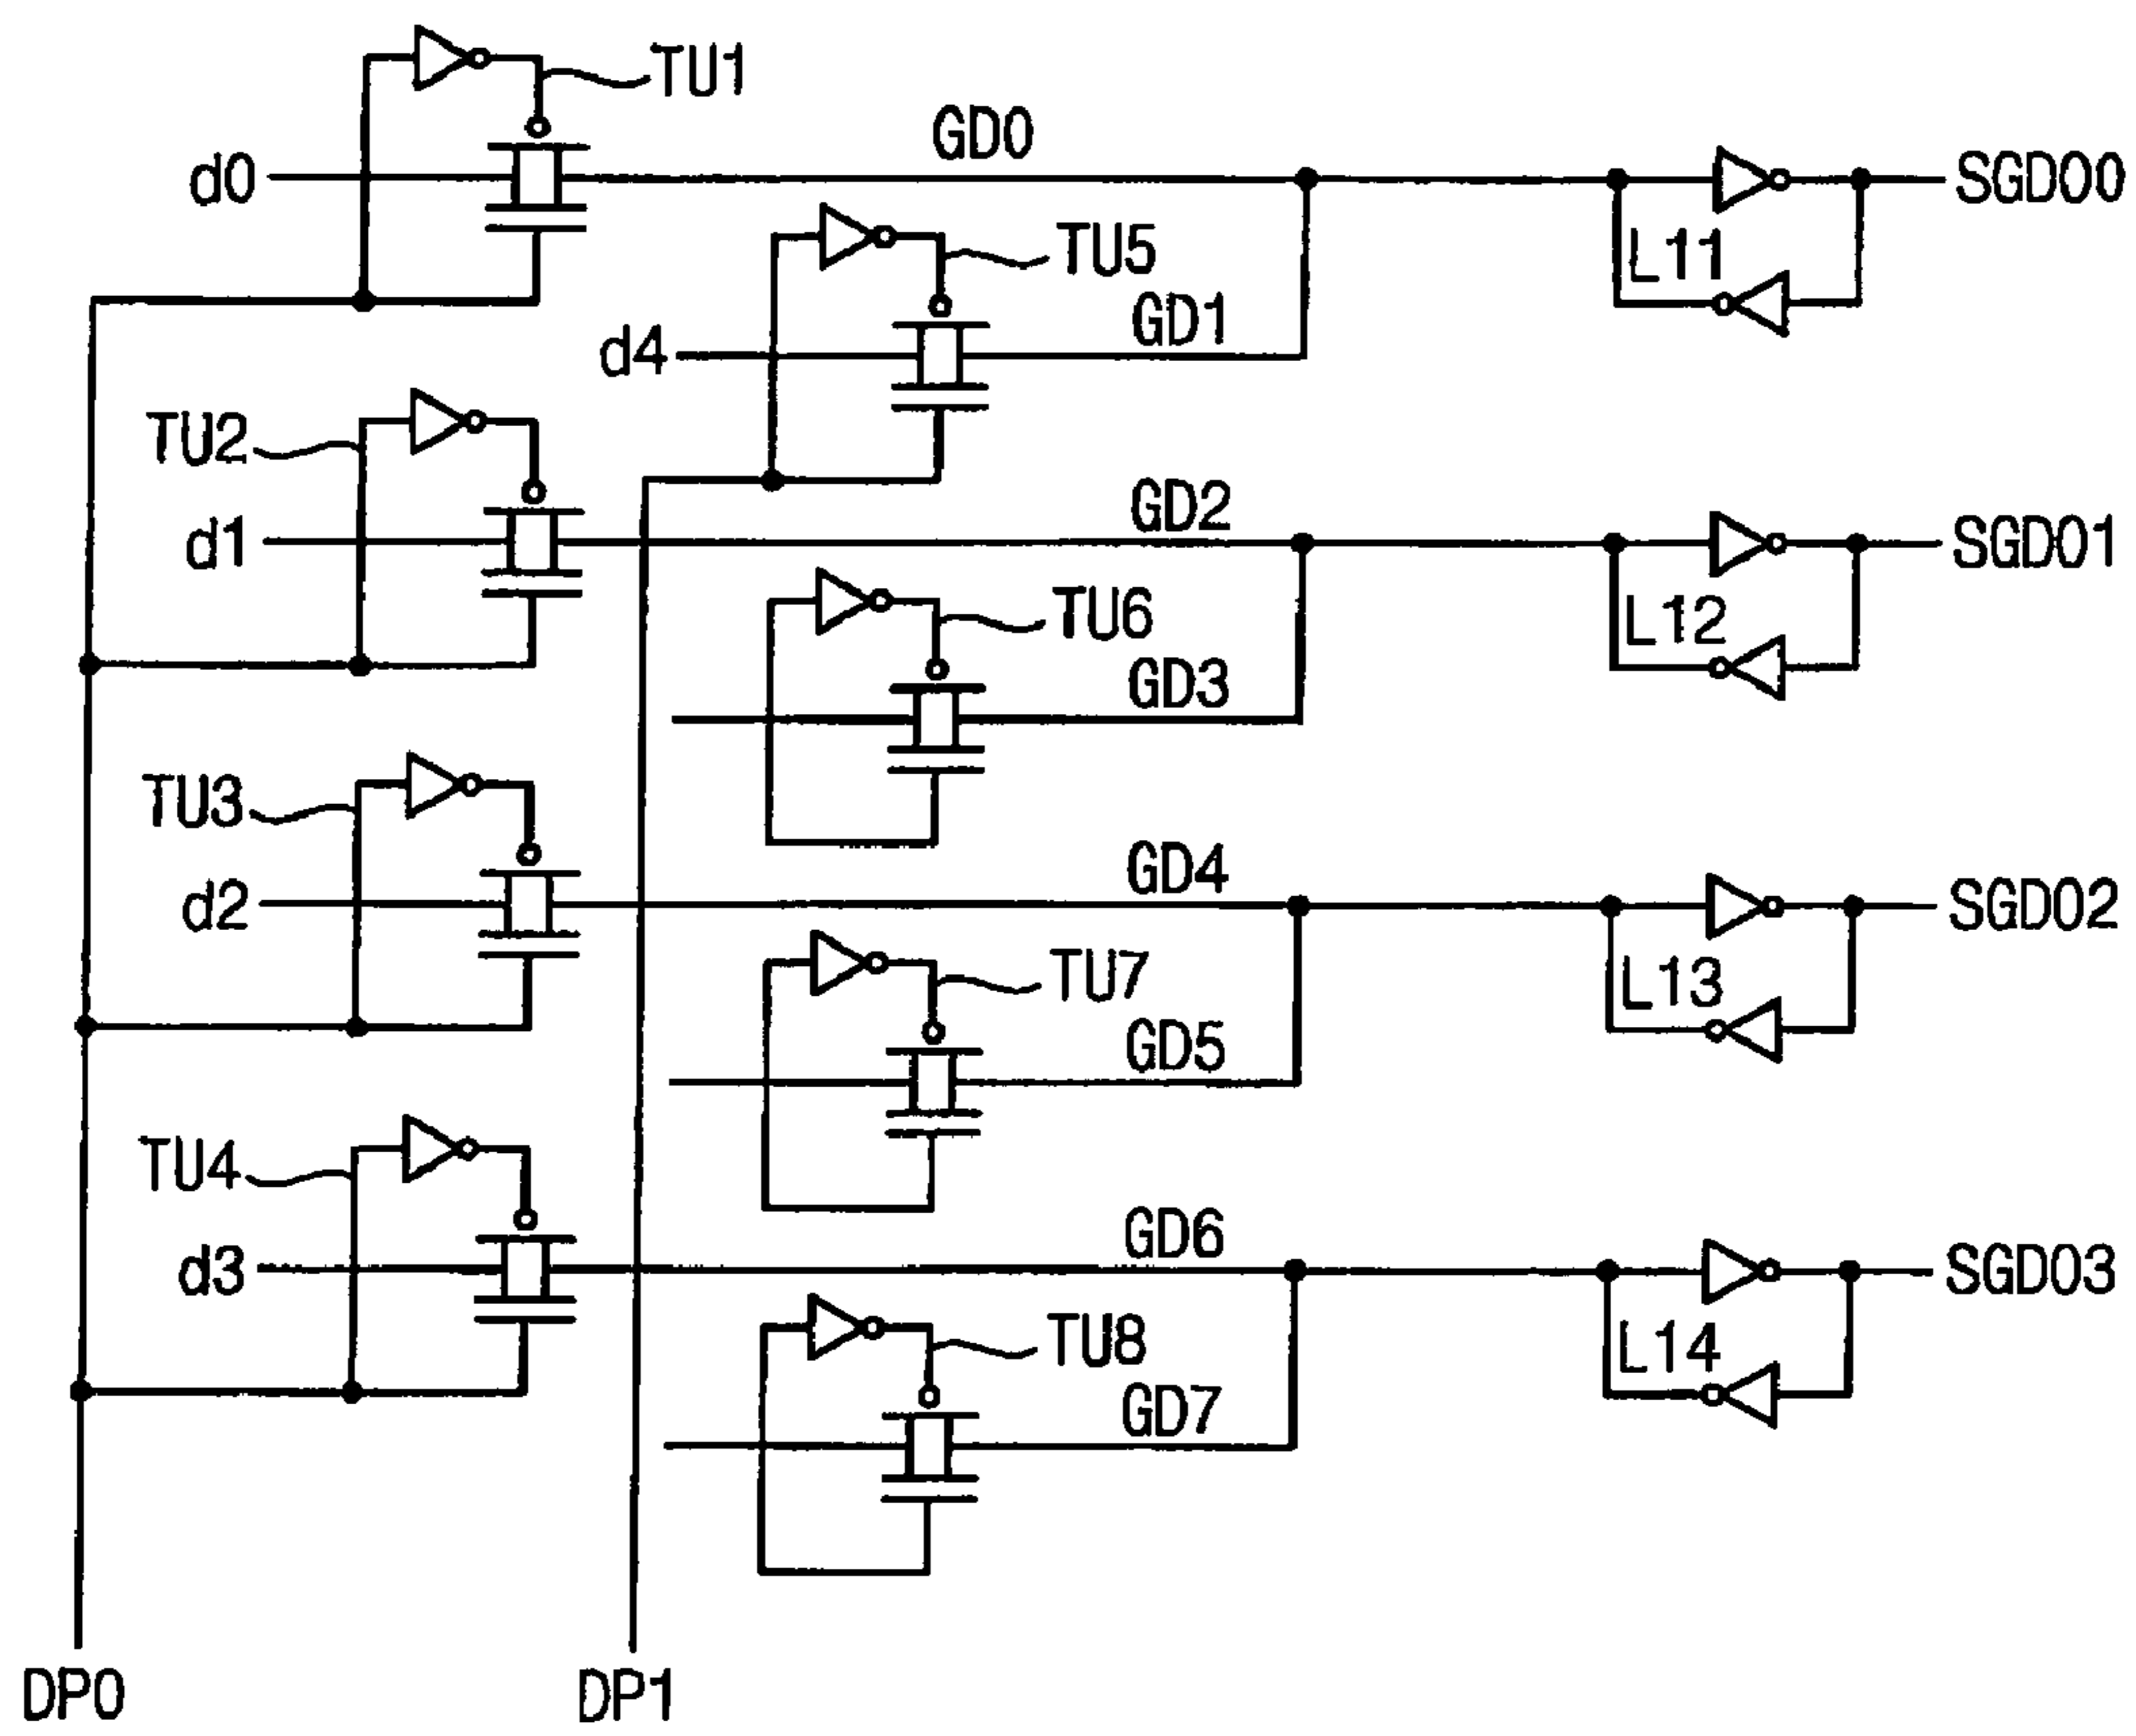 TU1
GD0
d0
SGD00
TU5
L11
GD1
d4
TU2
GD2
d1
SGD01
TU6
L12
GD3
TU3
GD4
d2
SGD02
TU7
L13
GD5
TU4
GD6
d3
SGD03
TU8
L14
GD7
DP0
DP1